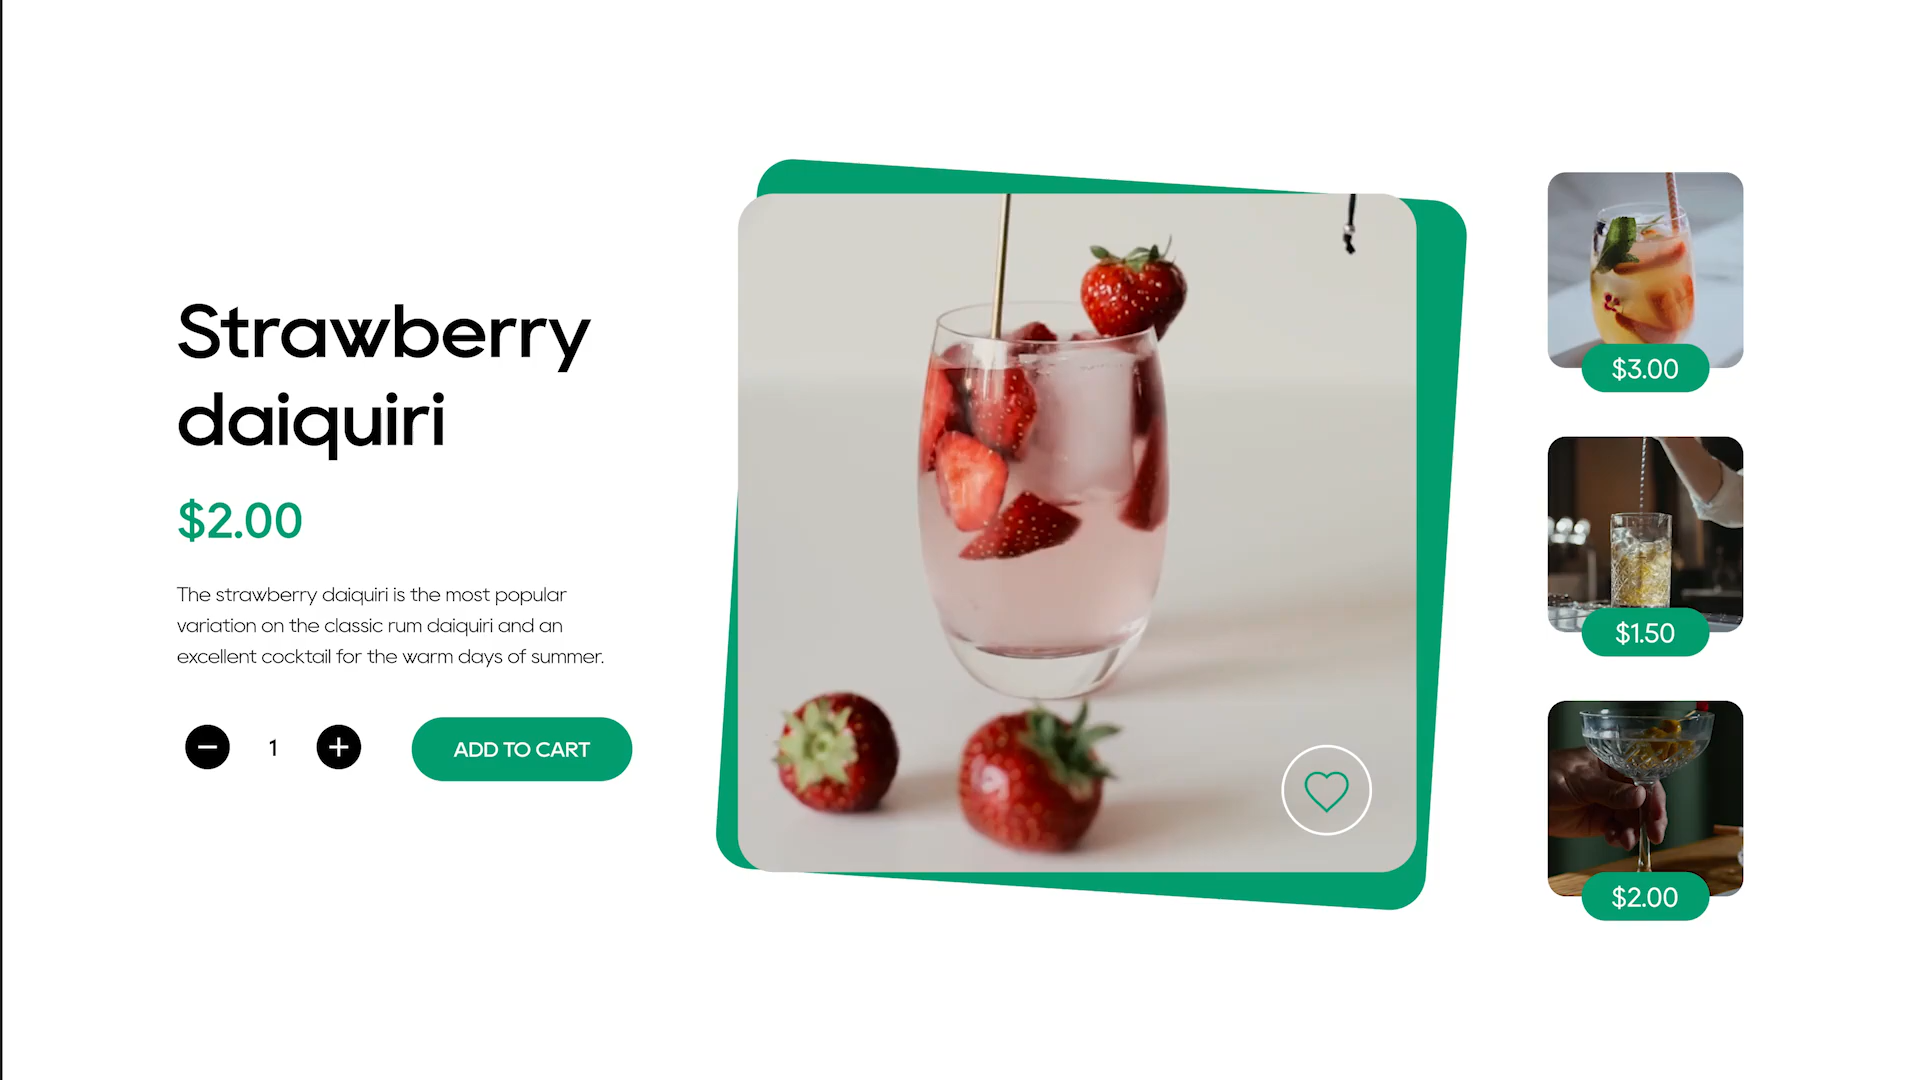 Strawberry
daiquiri
$2.00
The strawberry daiquiri is the most popular
variation on the classic rum daiquiri and an
excellent cocktail for the warm days of summer.
1
ADD TO CART
$3.00
$1.50
$2.00